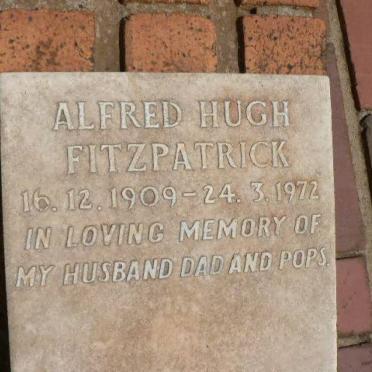 ALFRED HUGH
FITZPATRICK
16.12.1909-24.3.1972
IN LOVING MEMORY OF
MY HUSBAND DAD AND POPS.